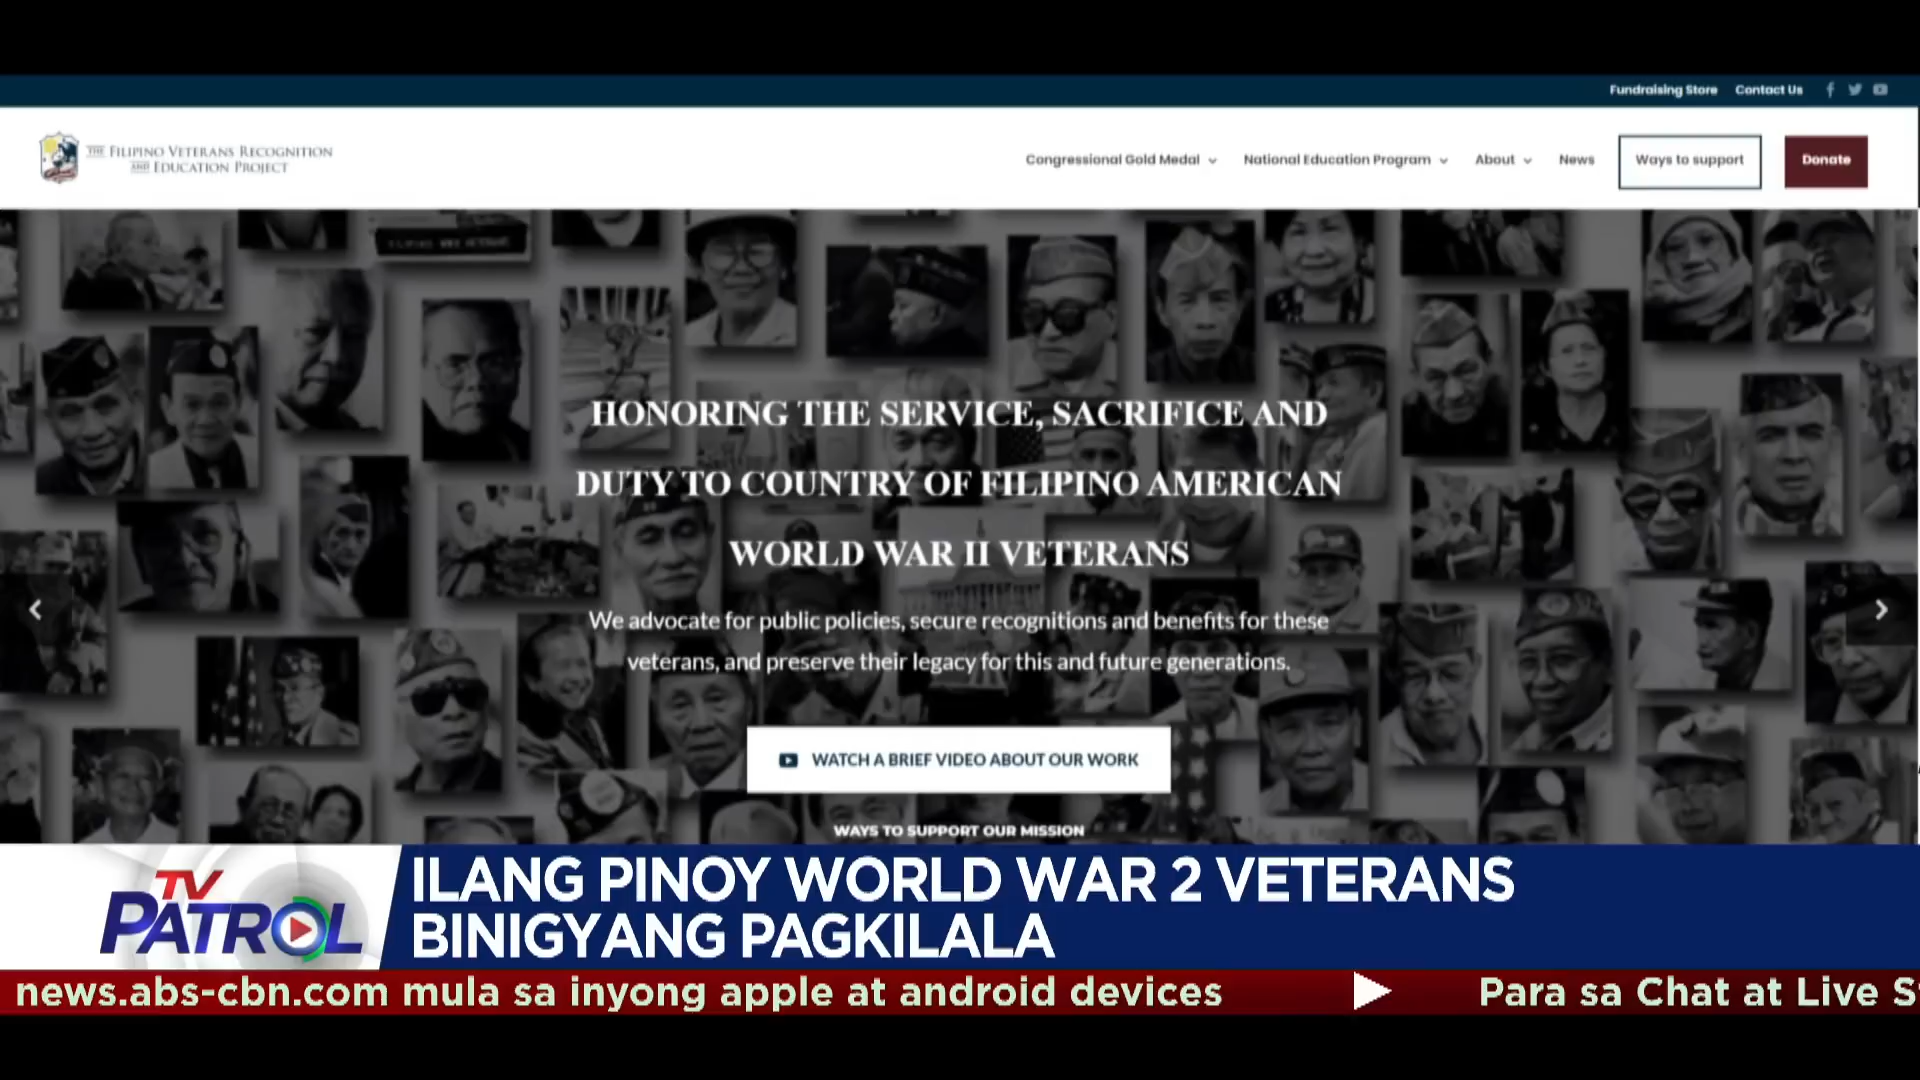 Fundraising Store Contact Us
THE FILIPINO VETERANS RECOGNITION
AND EDUCATION PROJECT
Congressional Gold Medal National Education Program About News Ways to support Donate
HONORING THE SERVICE, SACRIFICE AND
DUTY TO COUNTRY OF FILIPINO AMERICAN
WORLD WAR II VETERANS
We advocate for public policies, secure recognitions and benefits for these
veterans, and preserve their legacy for this and future generations.
WATCH A BRIEF VIDEO ABOUT OUR WORK
WAYS TO SUPPORT OUR MISSION
TV
PATROL
ILANG PINOY WORLD WAR 2 VETERANS
BINIGYANG PAGKILALA
news.abs-cbn.com mula sa inyong apple at android devices Para sa Chat at Live S